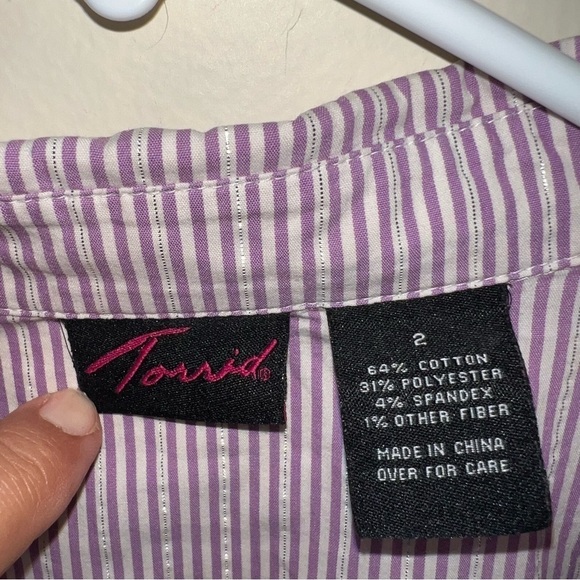 Torrid®
2
64% COTTON
31% POLYESTER
4% SPANDEX
1% OTHER FIBER
MADE IN CHINA
OVER FOR CARE